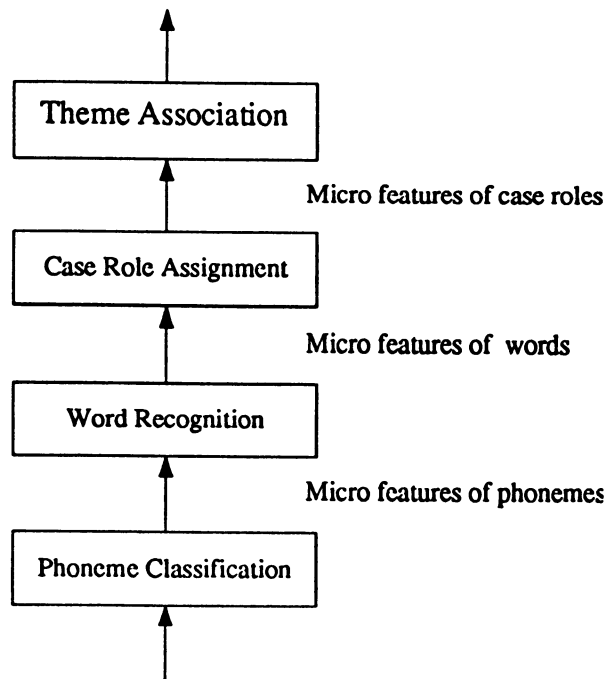 Theme Association
Micro features of case roles
Case Role Assignment
Micro features of words
Word Recognition
Micro features of phonemes
Phoneme Classification